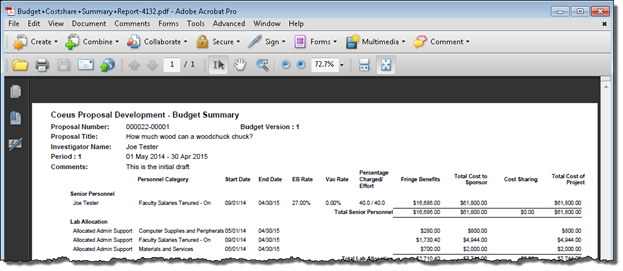 Budget+Costshare+Summary+Report-4132.pdf - Adobe Acrobat Pro
File Edit View Document Comments Forms Tools Advanced Window Help
Create Combine Collaborate Secure Sign Forms Multimedia Comment
1 / 1 72.7%
Coeus Proposal Development - Budget Summary
Proposal Number: 000022-00001 Budget Version : 1
Proposal Title: How much wood can a woodchuck chuck?
Investigator Name: Joe Tester
Period : 1 01 May 2014 - 30 Apr 2015
Comments: This is the initial draft
Personnel Category Start Date End Date EB Rate Vac Rate Percentage Charged/ Effort Fringe Benefits Total Cost to Sponsor Cost Sharing Total Cost of Project
Senior Personnel
Joe Tester Faculty Salaries Tenured - On 09/01/14 04/30/15 27.00% 0.00% 40.0 / 40.0 $16,686.00 $61,800.00 $61,800.00
Total Senior Personnel $16,686.00 $61,800.00 $0.00 $61,800.00
Lab Allocation
Allocated Admin Support Computer Supplies and Peripherals 05/01/14 04/30/15 $280.00 $800.00 $800.00
Allocated Admin Support Faculty Salaries Tenured - On 09/01/14 04/30/15 $1,730.40 $4,944.00 $4,944.00
Allocated Admin Support Materials and Services 05/01/14 04/30/15 $700.00 $2,000.00 $2,000.00
Total Lab Allocation $2,710.40